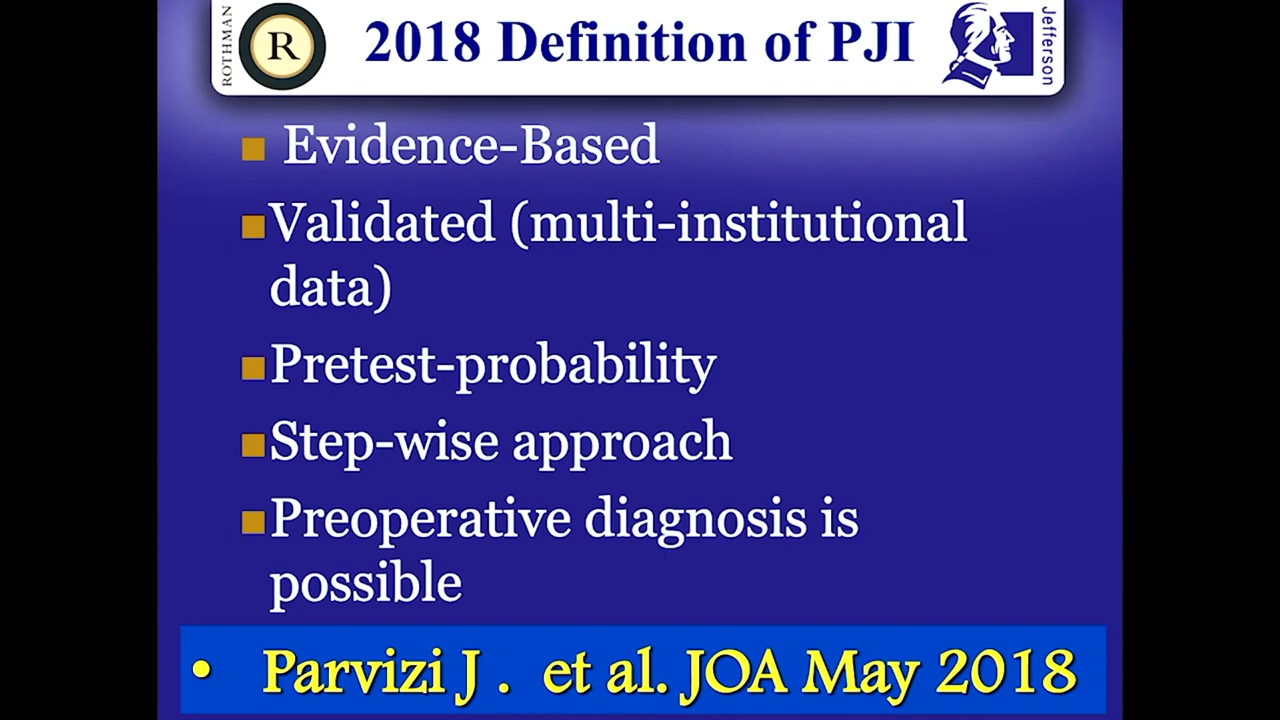 ROTHMAN
R
2018 Definition of PJI
Jefferson
■ Evidence-Based
■ Validated (multi-institutional
data)
■ Pretest-probability
■ Step-wise approach
■ Preoperative diagnosis is
possible
• Parvizi J . et al. JOA May 2018